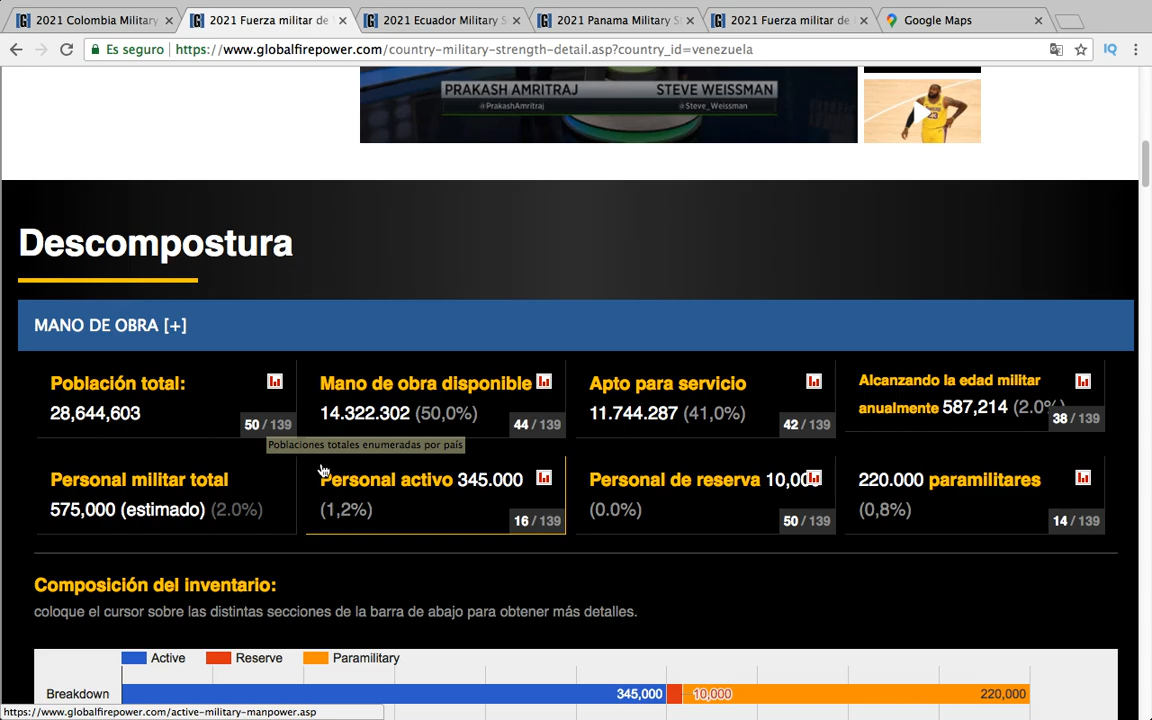 2021 Colombia Military
2021 Fuerza militar de
2021 Ecuador Military S
2021 Panama Military S
2021 Fuerza militar de
Google Maps
Es seguro
https://www.globalfirepower.com/country-military-strength-detail.asp?country_id=venezuela
PRAKASH AMRITRAJ
STEVE WEISSMAN
@PrakashAmritraj
@Steve_Weissman
Descompostura
MANO DE OBRA [+]
Población total:
28,644,603
50 / 139
Mano de obra disponible
14.322.302 (50,0%)
44 / 139
Apto para servicio
11.744.287 (41,0%)
42 / 139
Alcanzando la edad militar
anualmente 587,214 (2.0%)
38 / 139
Poblaciones totales enumeradas por país
Personal militar total
575,000 (estimado) (2.0%)
Personal activo 345.000
(1,2%)
16 / 139
Personal de reserva 10,000
(0.0%)
50 / 139
220.000 paramilitares
(0,8%)
14 / 139
Composición del inventario:
coloque el cursor sobre las distintas secciones de la barra de abajo para obtener más detalles.
Active
Reserve
Paramilitary
Breakdown
345,000
10,000
220,000
https://www.globalfirepower.com/active-military-manpower.asp